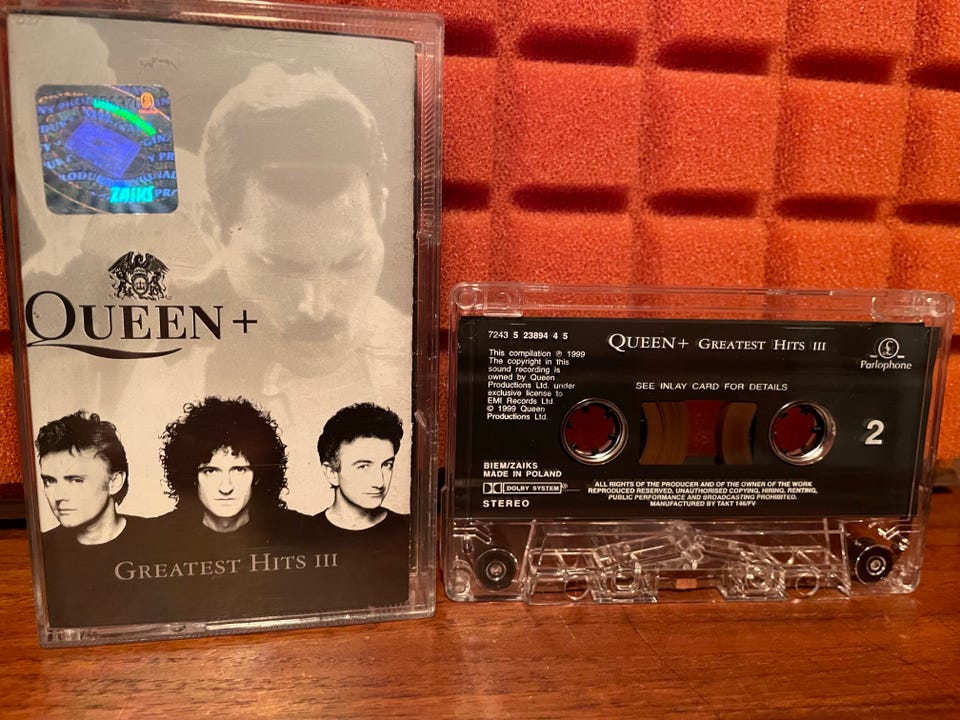 ZAIKS
QUEEN+
GREATEST HITS III
7243 5 23894 4 5
This compilation ℗ 1999
The copyright in this
sound recording is
owned by Queen
Productions Ltd. under
exclusive license to
EMI Records Ltd.
© 1999 Queen
Productions Ltd.
QUEEN+ GREATEST HITS III
Parlophone
SEE INLAY CARD FOR DETAILS
2
BIEM/ZAIKS
MADE IN POLAND
DOLBY SYSTEM®
STEREO
ALL RIGHTS OF THE PRODUCER AND OF THE OWNER OF THE WORK
REPRODUCED RESERVED, UNAUTHORISED COPYING, HIRING, RENTING,
PUBLIC PERFORMANCE AND BROADCASTING PROHIBITED.
MANUFACTURED BY TAKT 146/FV